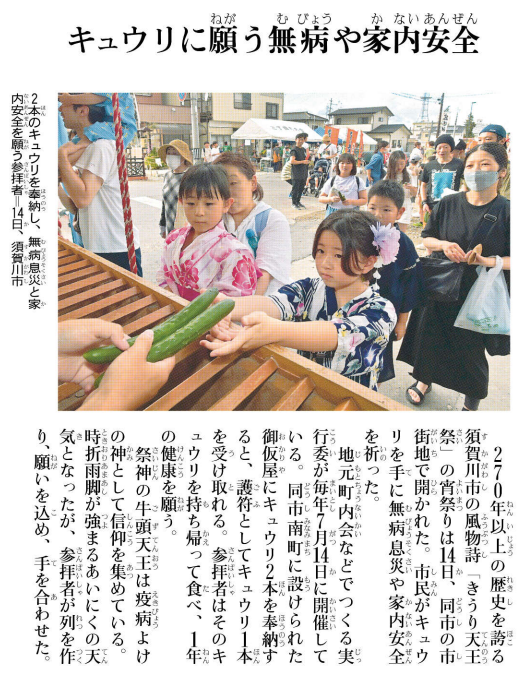 キュウリに願う無病や家内安全
2本のキュウリを奉納し、無病息災と家
内安全を願う参拝者=14日、須賀川市
270年以上の歴史を誇る
須賀川市の風物詩「きうり天王
祭」の宵祭りは14日、同市の市
街地で開かれた。市民がキュウ
リを手に無病息災や家内安全
を祈った。
地元町内会などでつくる実
行委が毎年7月14日に開催して
いる。同市南町に設けられた
御仮屋にキュウリ2本を奉納す
ると、護符としてキュウリ1本
を受け取れる。参拝者はそのキ
ュウリを持ち帰って食べ、1年
の健康を願う。
祭神の牛頭天王は疫病よけ
の神として信仰を集めている。
時折雨脚が強まるあいにくの天
気となったが、参拝者が列を作
り、願いを込め、手を合わせた。